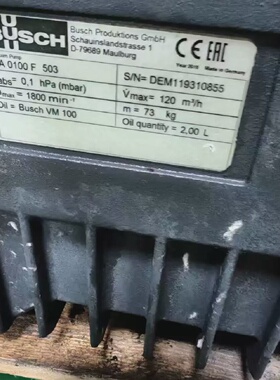 BUSCH
Busch Produktions GmbH
Schauinslandstrasse 1
D-79689 Maulburg
CE EAC
Year 2019 Made in Germany
A 0100 F 503
S/N= DEM119310855
abs= 0,1 hPa (mbar)
V̇max= 120 m³/h
max= 1800 min⁻¹
m = 73 kg
Oil = Busch VM 100
Oil quantity= 2,00 L